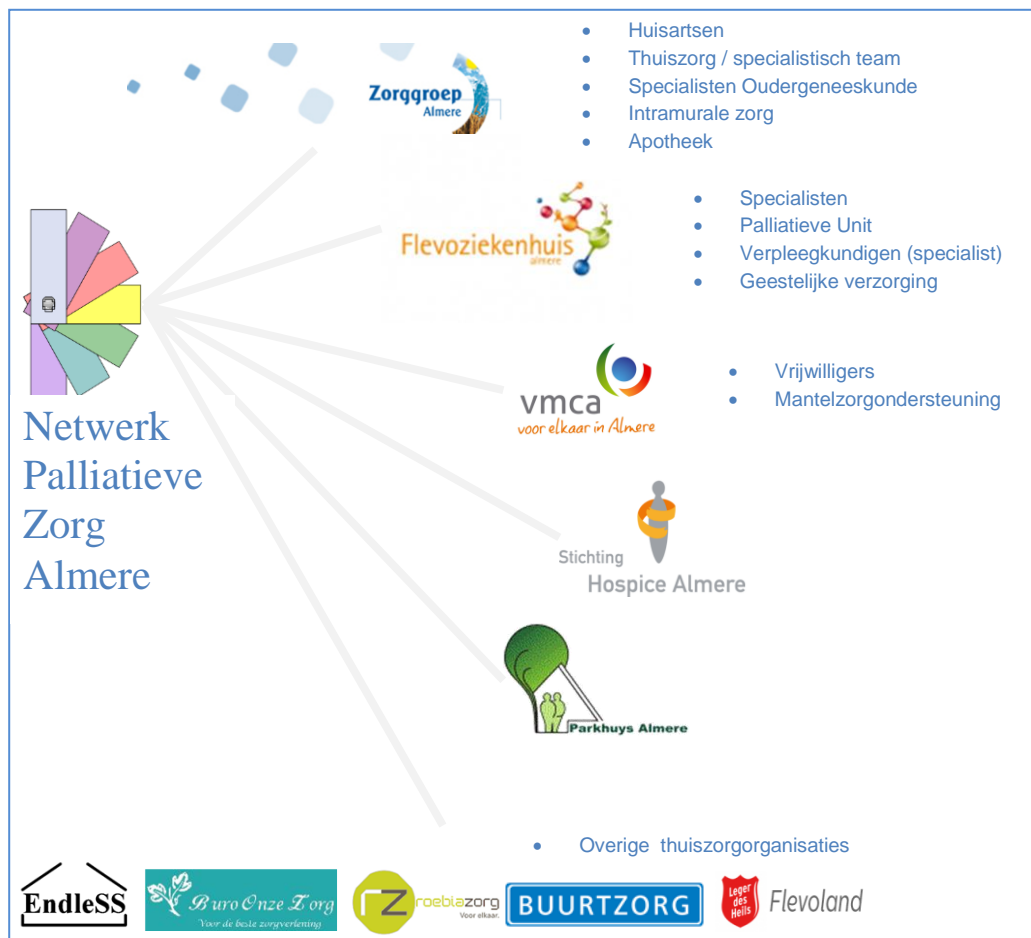 Zorggroep
Almere
• Huisartsen
• Thuiszorg / specialistisch team
• Specialisten Oudergeneeskunde
• Intramurale zorg
• Apotheek
Flevoziekenhuis
almere
• Specialisten
• Palliatieve Unit
• Verpleegkundigen (specialist)
• Geestelijke verzorging
vmca
voor elkaar in Almere
• Vrijwilligers
• Mantelzorgondersteuning
Netwerk
Palliatieve
Zorg
Almere
Stichting
Hospice Almere
Parkhuys Almere
• Overige thuiszorgorganisaties
EndleSS
Buro Onze Zorg
Voor de beste zorgverlening
rz roebiazorg
Voor elkaar.
BUURTZORG
Leger
des
Heils
Flevoland